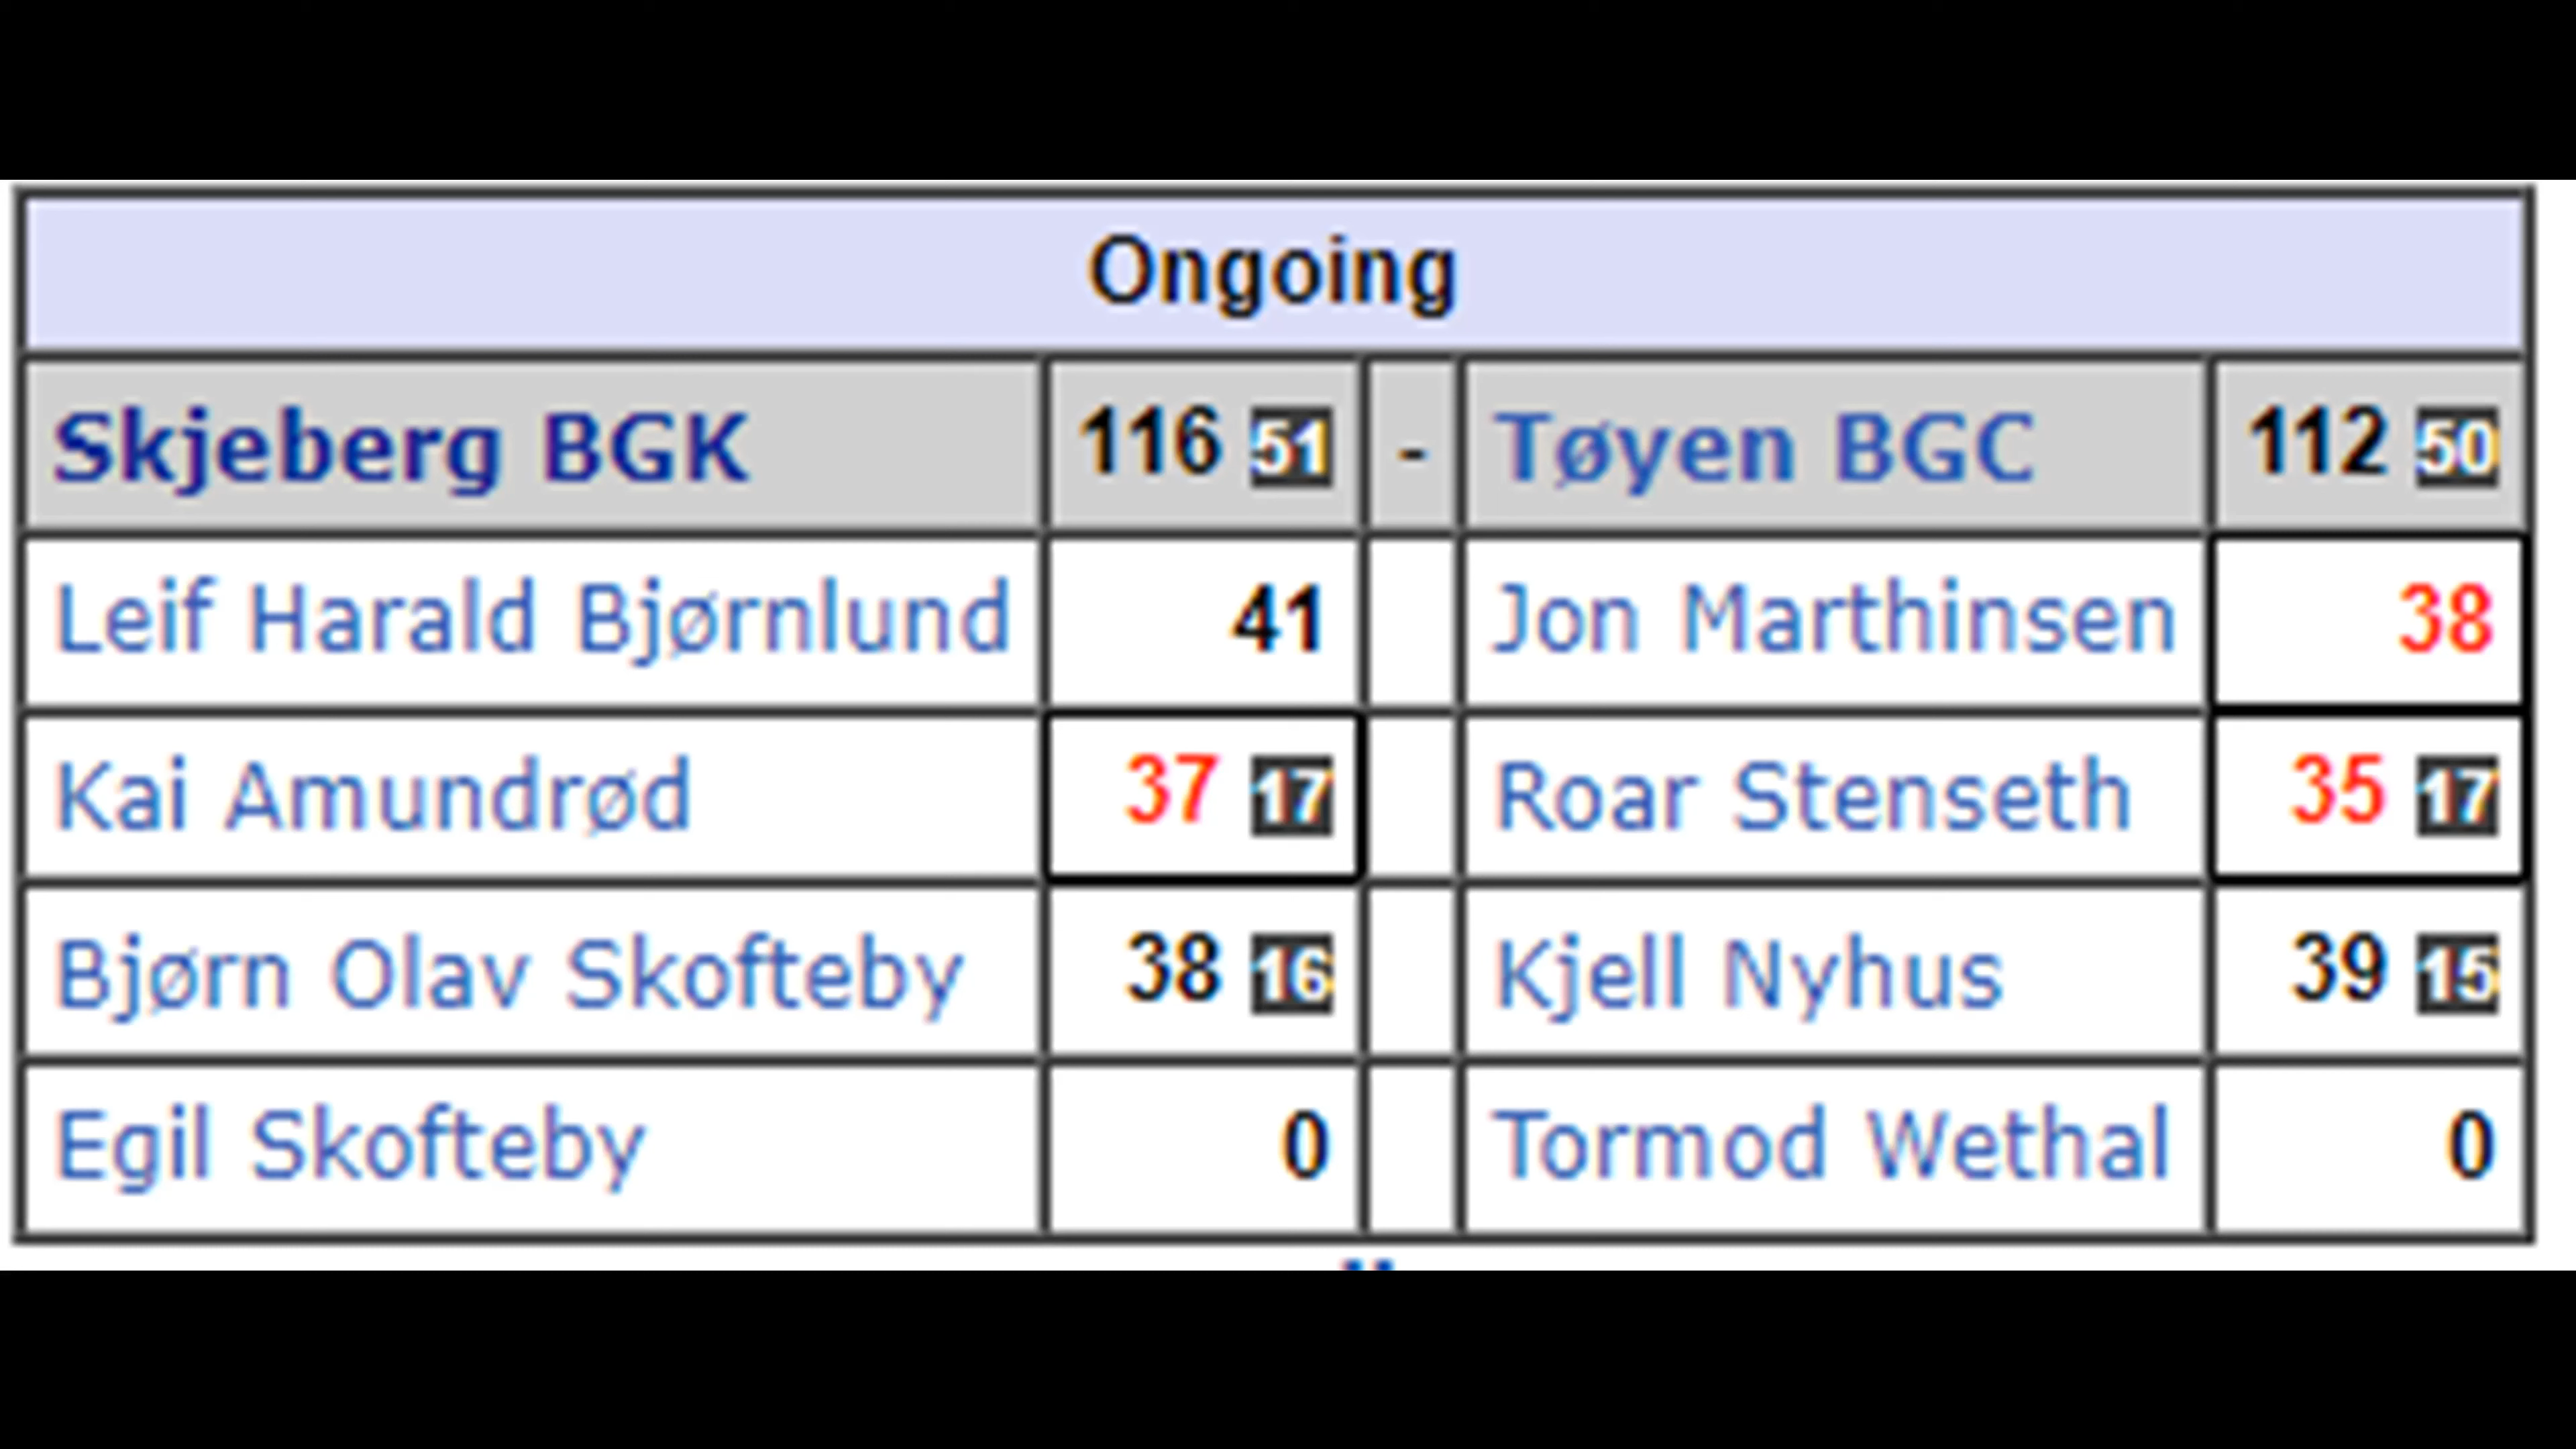 Ongoing
Skjeberg BGK 116 51 - Tøyen BGC 112 50
Leif Harald Bjørnlund 41 Jon Marthinsen 38
Kai Amundrød 37 17 Roar Stenseth 35 17
Bjørn Olav Skofteby 38 16 Kjell Nyhus 39 15
Egil Skofteby 0 Tormod Wethal 0